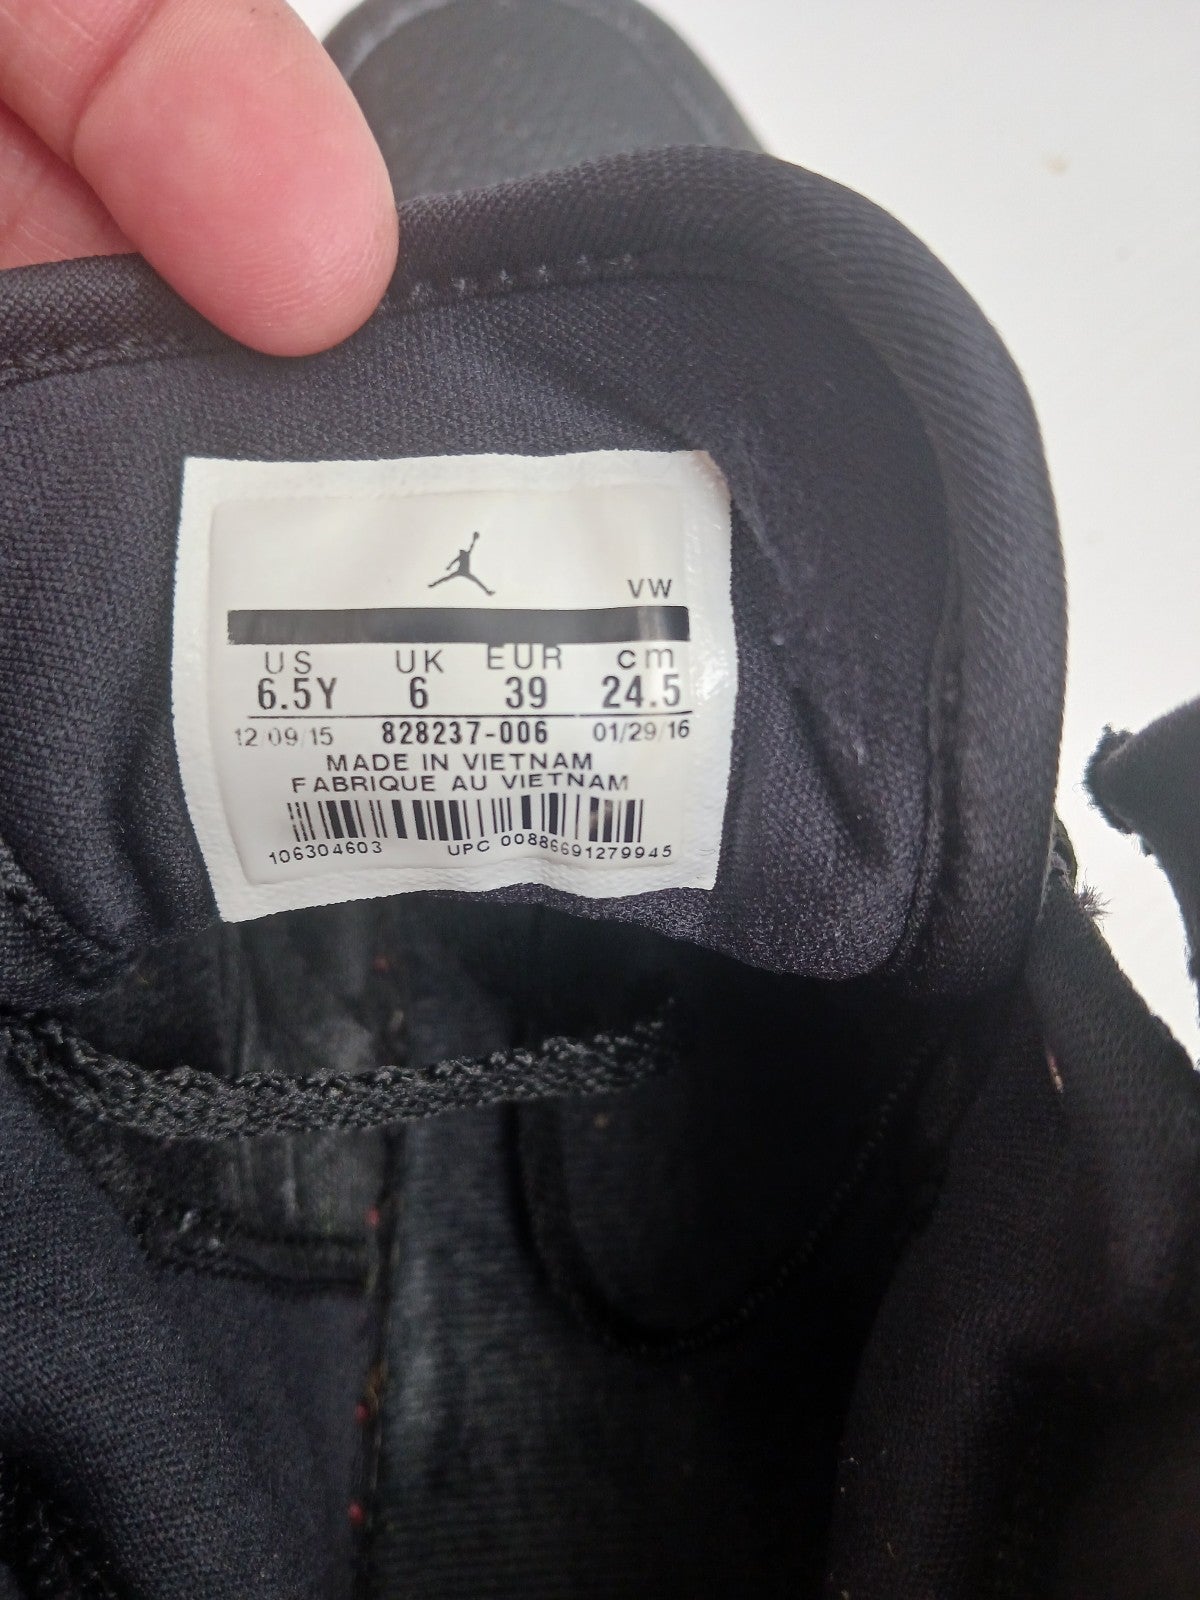 VW
US UK EUR cm
6.5Y 6 39 24.5
12/09/15 828237-006 01/29/16
MADE IN VIETNAM
FABRIQUE AU VIETNAM
106304603 UPC 00886691279945